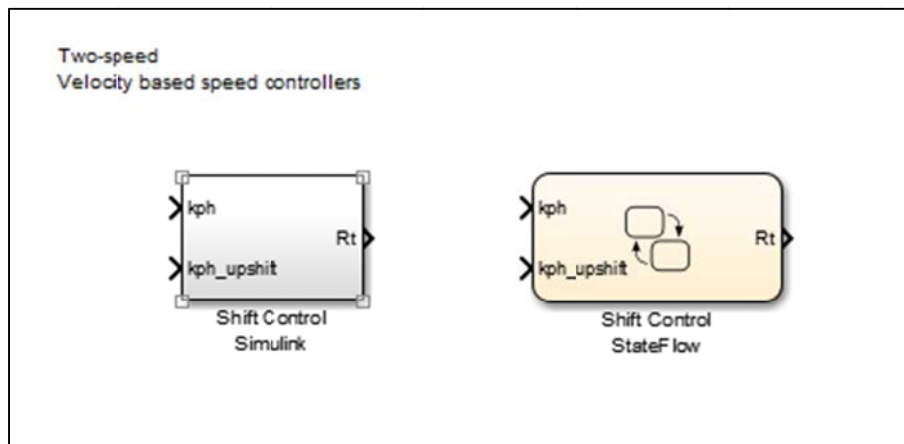 Two-speed
Velocity based speed controllers
kph
Rt
kph_upshift
Shift Control
Simulink
kph
Rt
kph_upshift
Shift Control
StateFlow